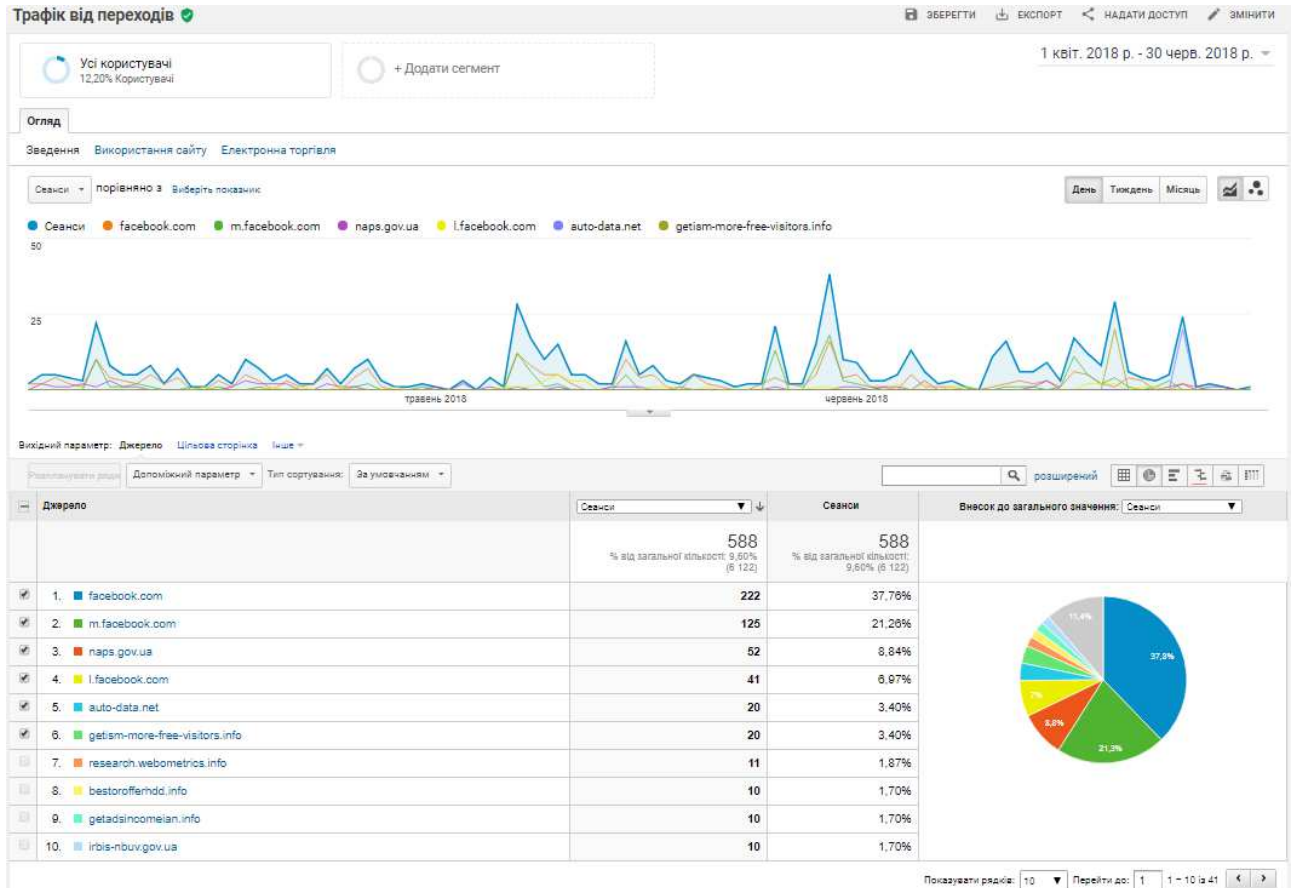 Трафік від переходів
ЗБЕРЕГТИ ЕКСПОРТ НАДАТИ ДОСТУП ЗМІНИТИ
Усі користувачі
12,20% Користувачі
+ Додати сегмент
1 квіт. 2018 р. - 30 черв. 2018 р.
Огляд
Зведення Використання сайту Електронна торгівля
Сеанси порівняно з Виберіть показник
День Тиждень Місяць
Сеанси facebook.com m.facebook.com naps.gov.ua l.facebook.com auto-data.net getism-more-free-visitors.info
50
25
травень 2018 червень 2018
Вихідний параметр: Джерело Цільова сторінка Інше
Допоміжний параметр Тип сортування: За умовчанням розширений
Джерело Сеанси Сеанси Внесок до загального значення: Сеанси
588 588
% від загальної кількості: 9,60% (6 122) % від загальної кількості: 9,60% (6 122)
1. facebook.com 222 37,76%
2. m.facebook.com 125 21,26%
3. naps.gov.ua 52 8,84%
4. l.facebook.com 41 6,97%
5. auto-data.net 20 3,40%
6. getism-more-free-visitors.info 20 3,40%
7. research.webometrics.info 11 1,87%
8. bestorofferhdd.info 10 1,70%
9. getadsincomeian.info 10 1,70%
10. irbis-nbuv.gov.ua 10 1,70%
11,4%
37,8%
7%
8,8%
21,3%
Показувати рядків: 10 Перейти до: 1 1 – 10 із 41